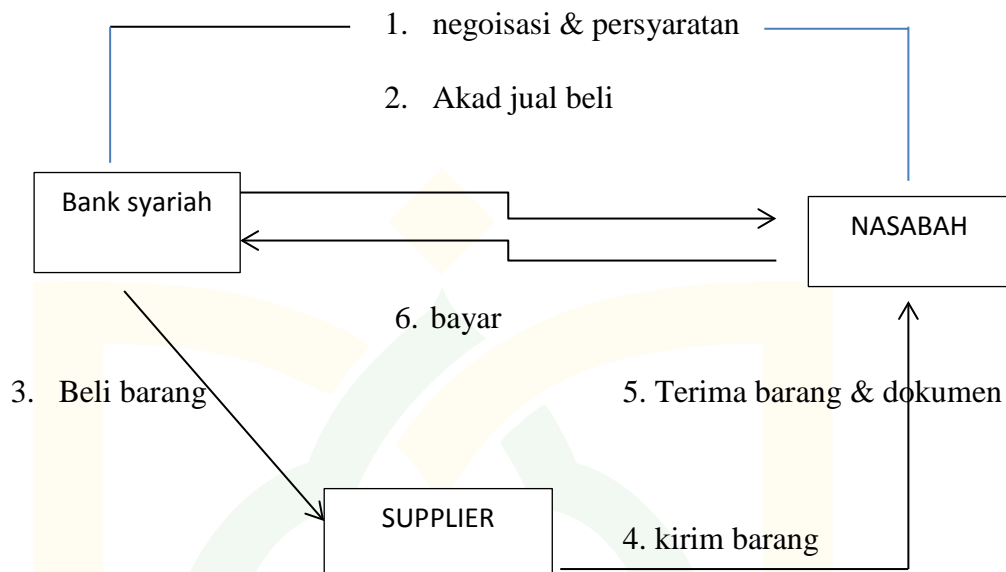 1. negoisasi & persyaratan
2. Akad jual beli
Bank syariah
NASABAH
6. bayar
3. Beli barang
5. Terima barang & dokumen
SUPPLIER
4. kirim barang